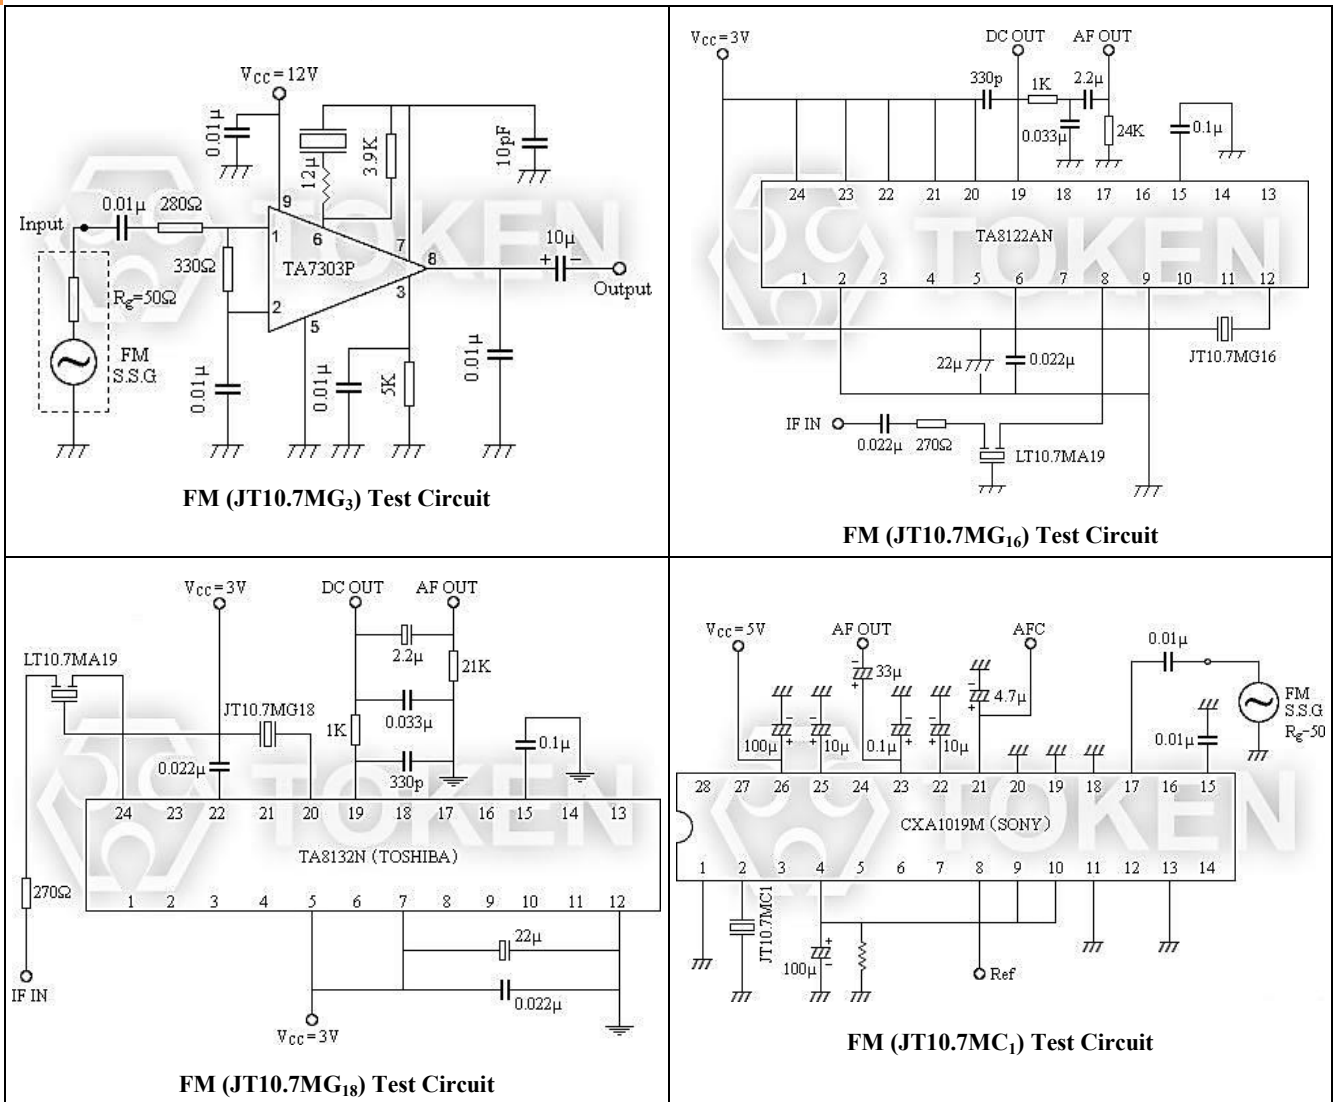 VCC=12V
0.01μ
12μ
3.9K
10pF
Input
0.01μ
280Ω
9
6
7
1
TA7303P
8
10μ
+ −
Output
330Ω
2
3
5
Rg=50Ω
FM
S.S.G
0.01μ
0.01μ
5K
0.01μ
TOKEN
FM (JT10.7MG3) Test Circuit
VCC=3V
DC OUT
AF OUT
330p
1K
2.2μ
0.033μ
24K
0.1μ
24 23 22 21 20 19 18 17 16 15 14 13
TA8122AN
TOKEN
1 2 3 4 5 6 7 8 9 10 11 12
22μ
0.022μ
JT10.7MG16
IF IN
0.022μ
270Ω
LT10.7MA19
FM (JT10.7MG16) Test Circuit
VCC=3V
DC OUT
AF OUT
LT10.7MA19
2.2μ
21K
JT10.7MG18
0.033μ
1K
0.022μ
330p
0.1μ
TOKEN
24 23 22 21 20 19 18 17 16 15 14 13
TA8132N (TOSHIBA)
270Ω
1 2 3 4 5 6 7 8 9 10 11 12
22μ
0.022μ
IF IN
VCC=3V
FM (JT10.7MG18) Test Circuit
VCC=5V
AF OUT
AFC
0.01μ
−
33μ
+
−
4.7μ
+
FM
S.S.G
Rg-50
100μ
−
+
10μ
−
+
0.1μ
−
+
10μ
−
+
0.01μ
28 27 26 25 24 23 22 21 20 19 18 17 16 15
CXA1019M (SONY)
TOKEN
1 2 3 4 5 6 7 8 9 10 11 12 13 14
JT10.7MC1
100μ
+
−
Ref
FM (JT10.7MC1) Test Circuit